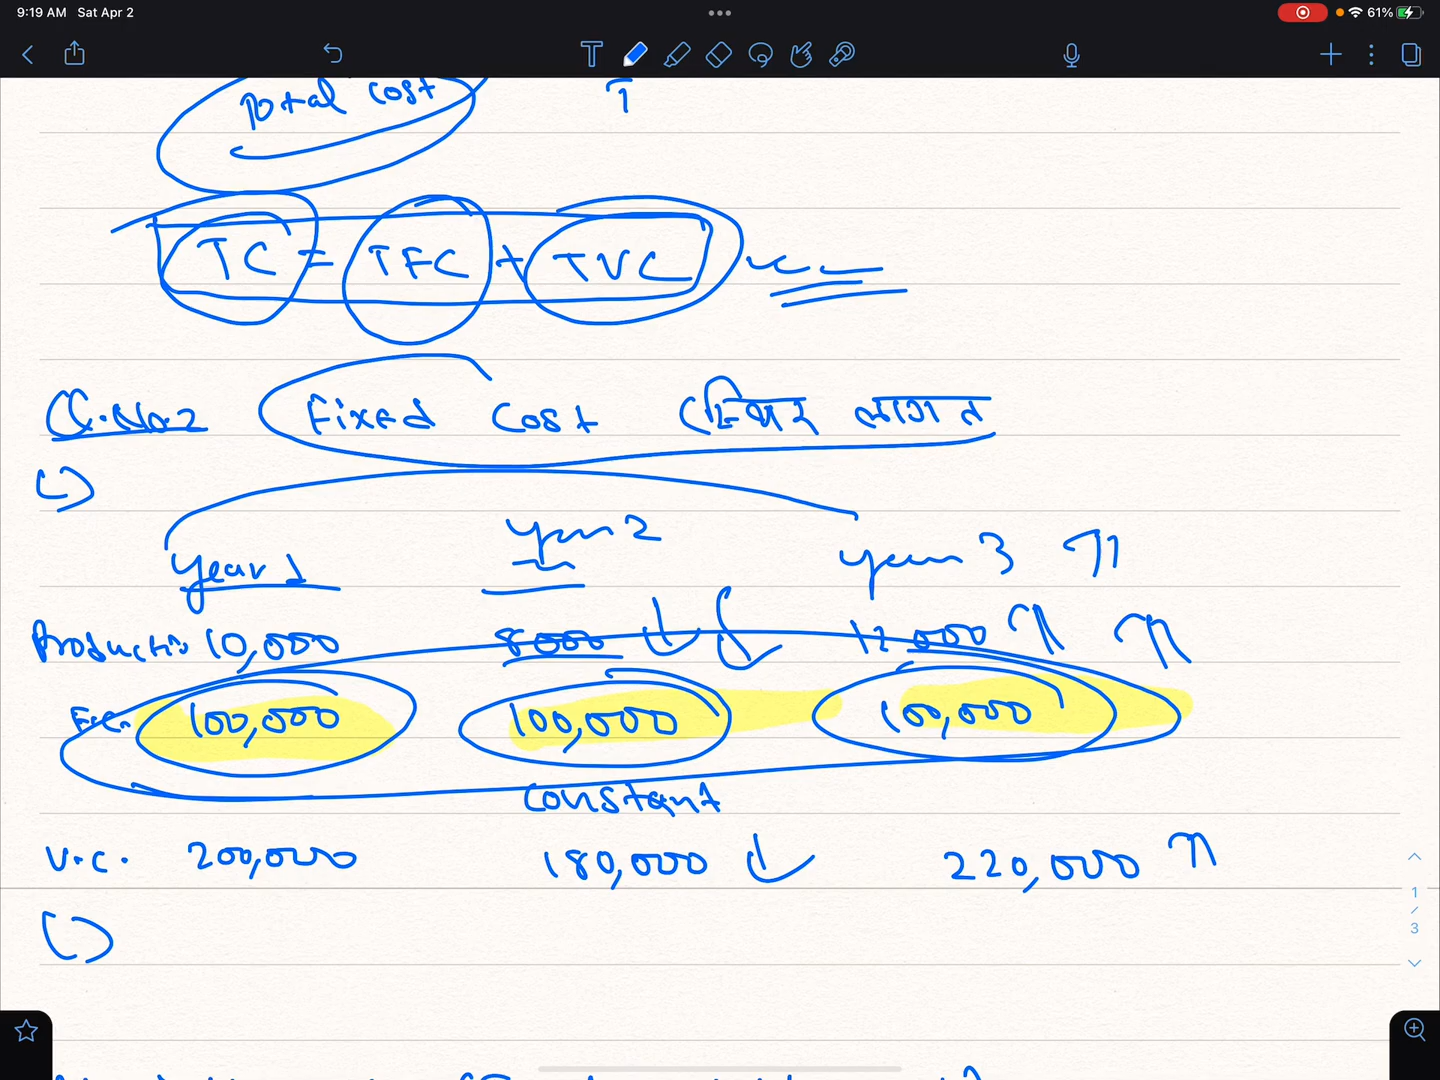 9:19 AM Sat Apr 2
61%
Total cost
TC = TFC + TVC
Q.No.2 Fixed Cost
year 1 year 2 year 3
Production 10,000 8000 12000
F.C. 100,000 100,000 100,000
constant
V.C. 200,000 180,000 220,000
1
/
3